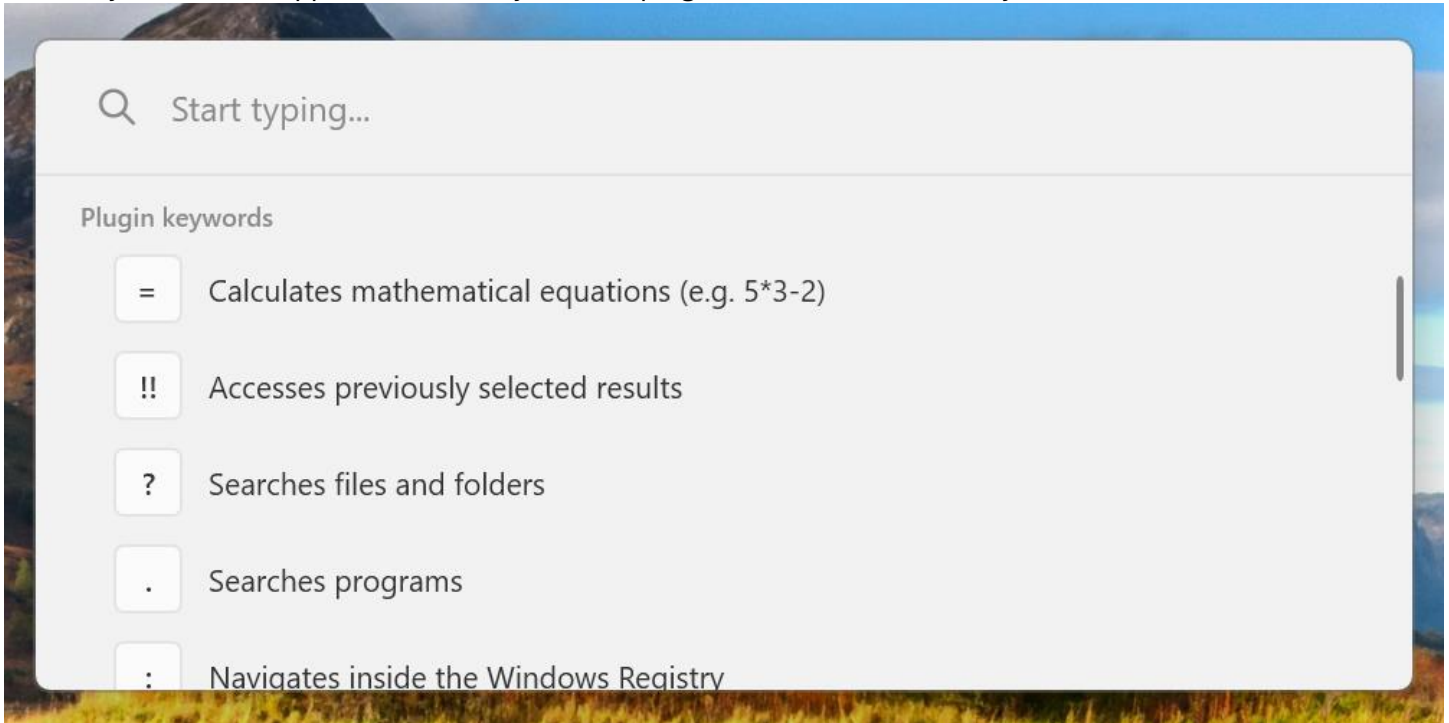 Start typing...
Plugin keywords
= Calculates mathematical equations (e.g. 5*3-2)
!! Accesses previously selected results
? Searches files and folders
. Searches programs
: Navigates inside the Windows Registry